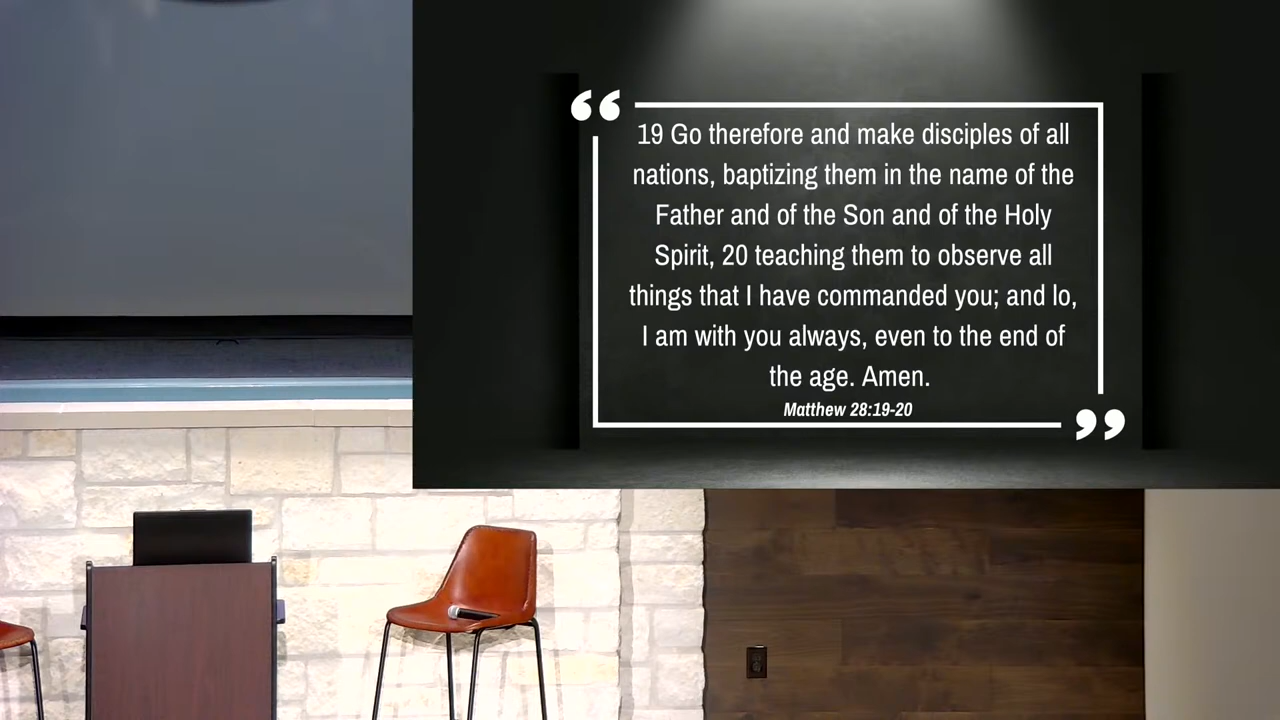 19 Go therefore and make disciples of all
nations, baptizing them in the name of the
Father and of the Son and of the Holy
Spirit, 20 teaching them to observe all
things that I have commanded you; and lo,
I am with you always, even to the end of
the age. Amen.
Matthew 28:19-20